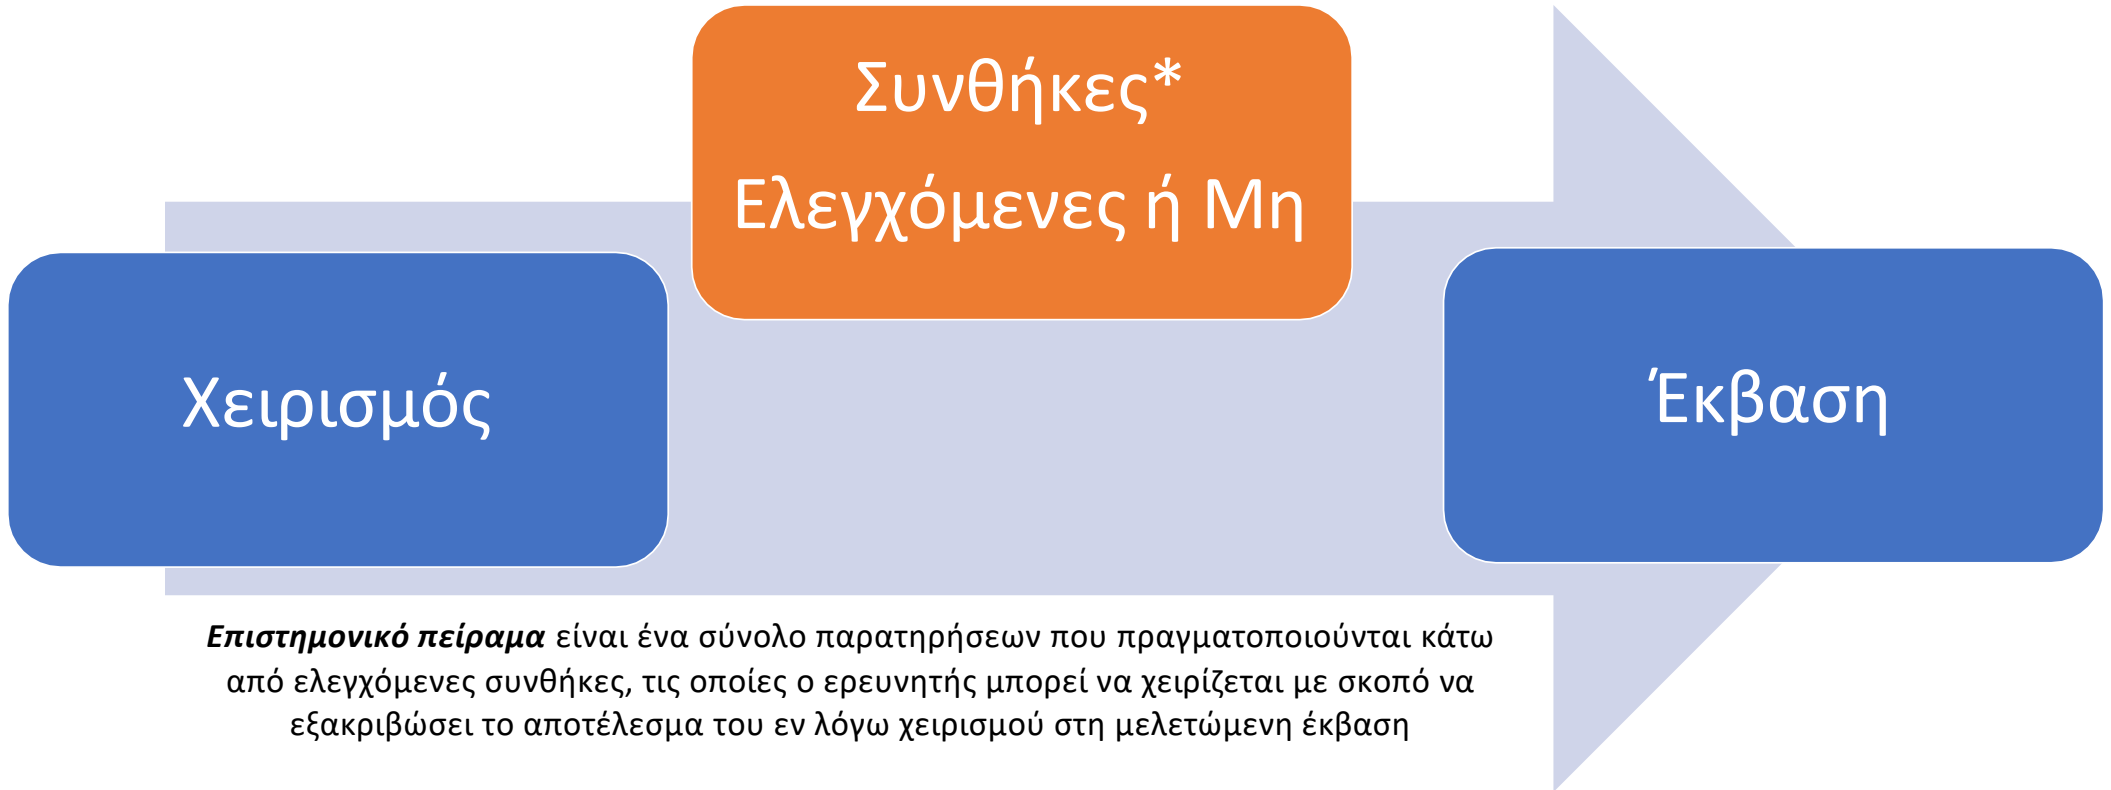 Συνθήκες*
Ελεγχόμενες ή Μη
Χειρισμός
Έκβαση
Επιστημονικό πείραμα είναι ένα σύνολο παρατηρήσεων που πραγματοποιούνται κάτω
από ελεγχόμενες συνθήκες, τις οποίες ο ερευνητής μπορεί να χειρίζεται με σκοπό να
εξακριβώσει το αποτέλεσμα του εν λόγω χειρισμού στη μελετώμενη έκβαση